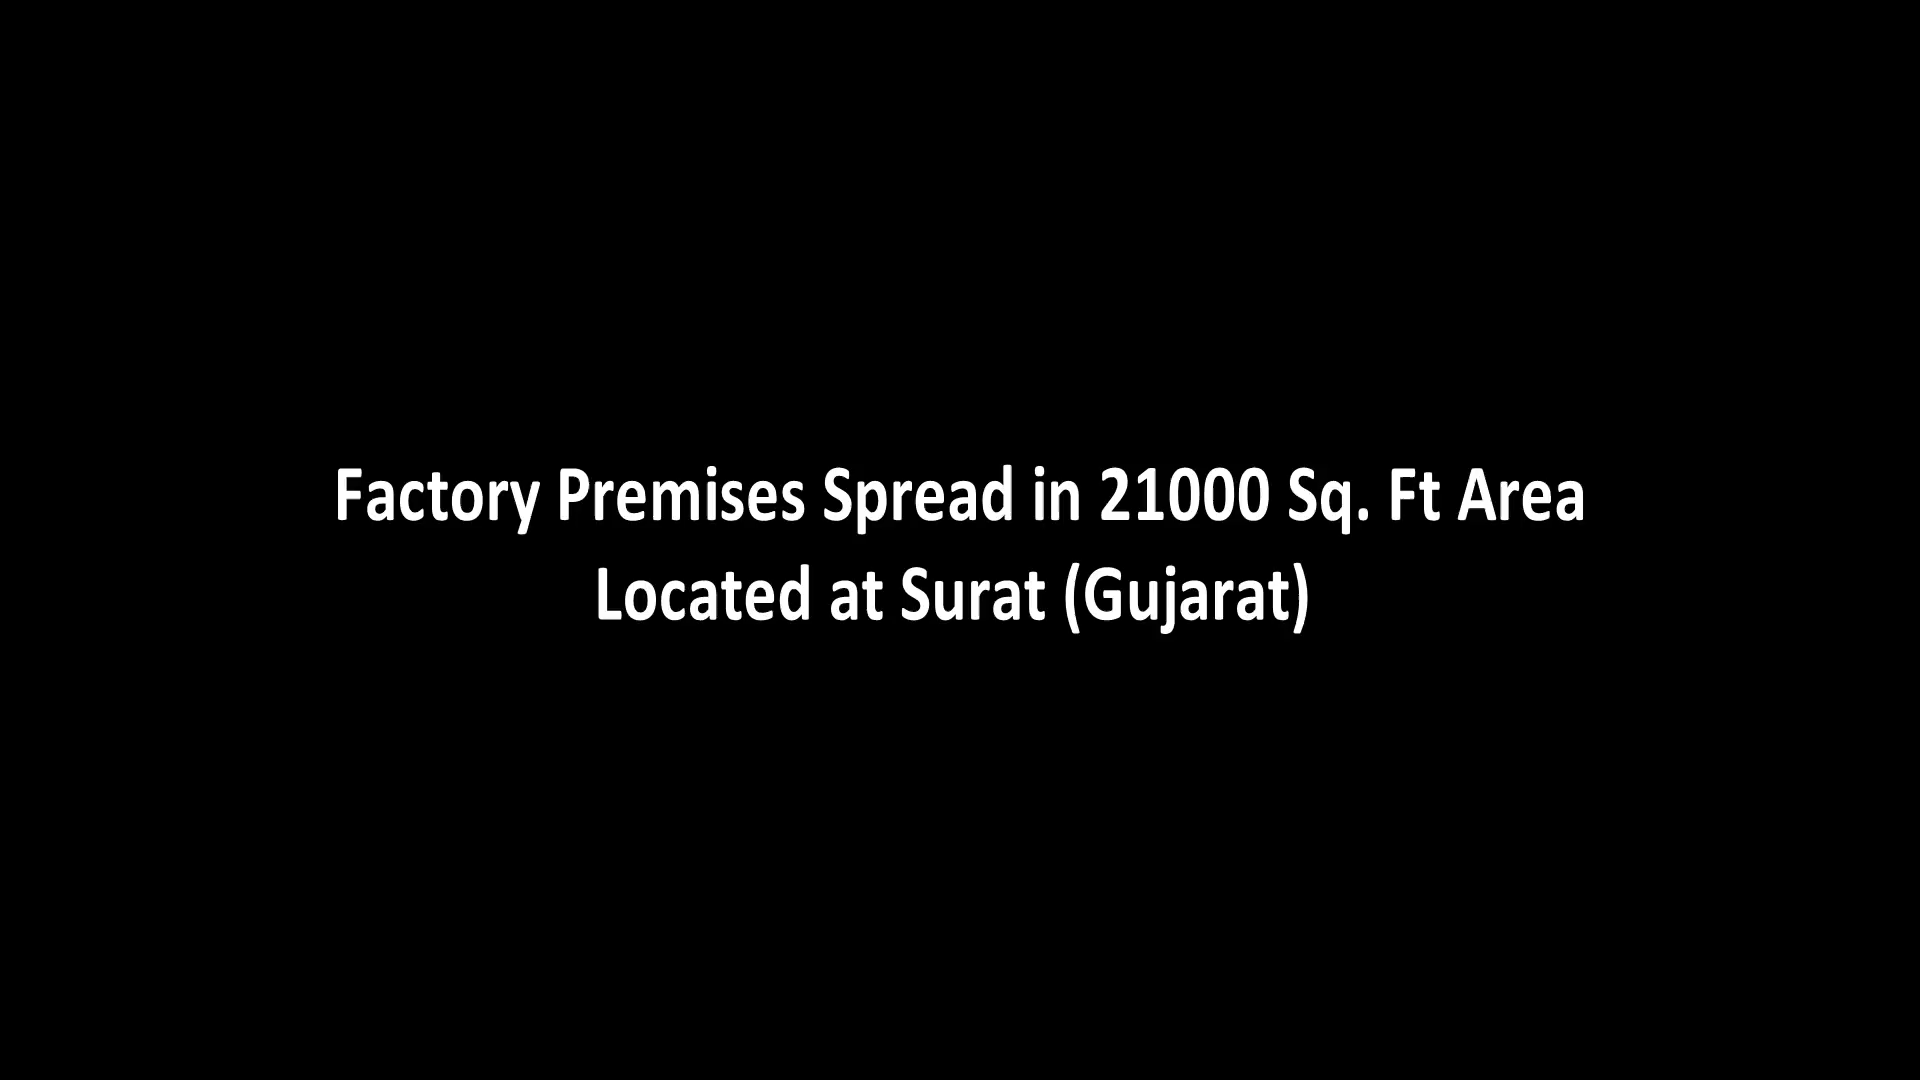 Factory Premises Spread in 21000 Sq. Ft Area
Located at Surat (Gujarat)